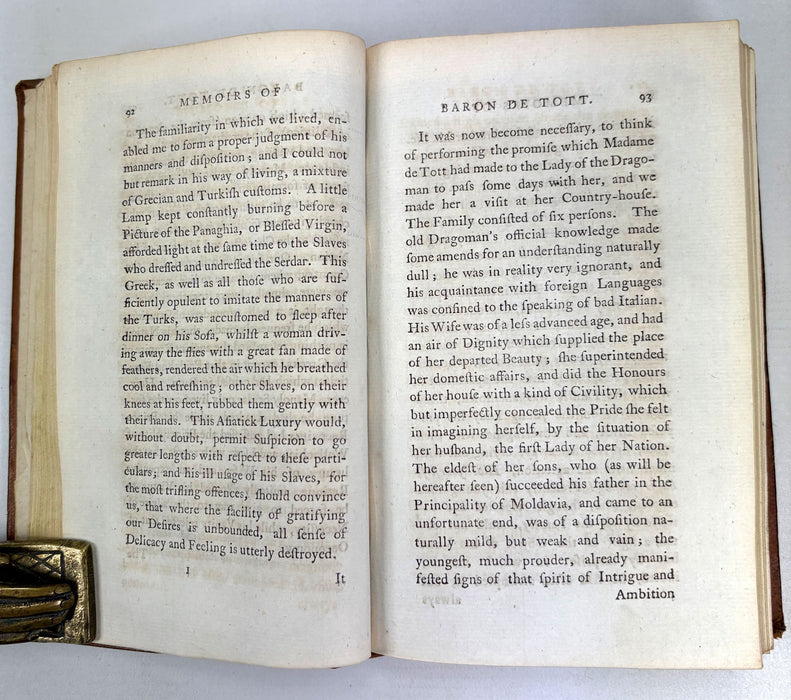 92 MEMOIRS OF
The familiarity in which we lived, en-
abled me to form a proper judgment of his
manners and diſpoſition; and I could not
but remark in his way of living, a mixture
of Grecian and Turkiſh cuſtoms. A little
Lamp kept conſtantly burning before a
Picture of the Panaghia, or Bleſſed Virgin,
afforded light at the ſame time to the Slaves
who dreſſed and undreſſed the Serdar. This
Greek, as well as all thoſe who are ſuf-
ficiently opulent to imitate the manners of
the Turks, was accuſtomed to ſleep after
dinner on his Sofa, whilſt a woman driv-
ing away the flies with a great fan made of
feathers, rendered the air which he breathed
cool and refreſhing; other Slaves, on their
knees at his feet, rubbed them gently with
their hands. This Aſiatick Luxury would,
without doubt, permit Suſpicion to go
greater lengths with reſpect to theſe parti-
culars; and his ill uſage of his Slaves, for
the moſt trifling offences, ſhould convince
us, that where the facility of gratifying
our Deſires is unbounded, all ſenſe of
Delicacy and Feeling is utterly deſtroyed.
1 It
BARON DE TOTT. 93
It was now become neceſſary, to think
of performing the promiſe which Madame
de Tott had made to the Lady of the Drago-
man to paſs ſome days with her, and we
made her a viſit at her Country-houſe.
The Family conſiſted of ſix perſons. The
old Dragoman's official knowledge made
ſome amends for an underſtanding naturally
dull; he was in reality very ignorant, and
his acquaintance with foreign Languages
was confined to the ſpeaking of bad Italian.
His Wife was of a leſs advanced age, and had
an air of Dignity which ſupplied the place
of her departed Beauty; ſhe ſuperintended
her domeſtic affairs, and did the Honours
of her houſe with a kind of Civility, which
but imperfectly concealed the Pride ſhe felt
in imagining herſelf, by the ſituation of
her huſband, the firſt Lady of her Nation.
The eldeſt of her ſons, who (as will be
hereafter ſeen) ſucceeded his father in the
Principality of Moldavia, and came to an
unfortunate end, was of a diſpoſition na-
turally mild, but weak and vain; the
youngeſt, much prouder, already mani-
feſted ſigns of that ſpirit of Intrigue and
Ambition